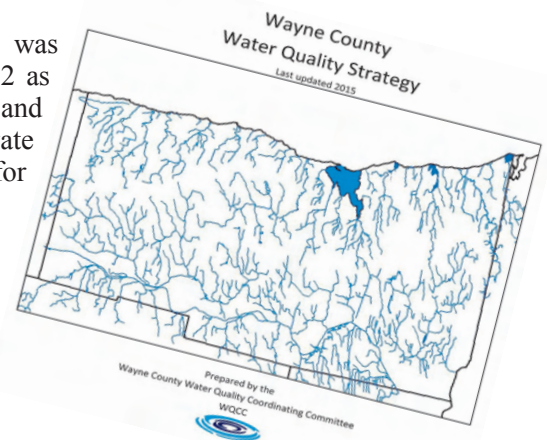 was
2 as
and
ate
for
Wayne County
Water Quality Strategy
Last updated 2015
Prepared by the
Wayne County Water Quality Coordinating Committee
WQCC